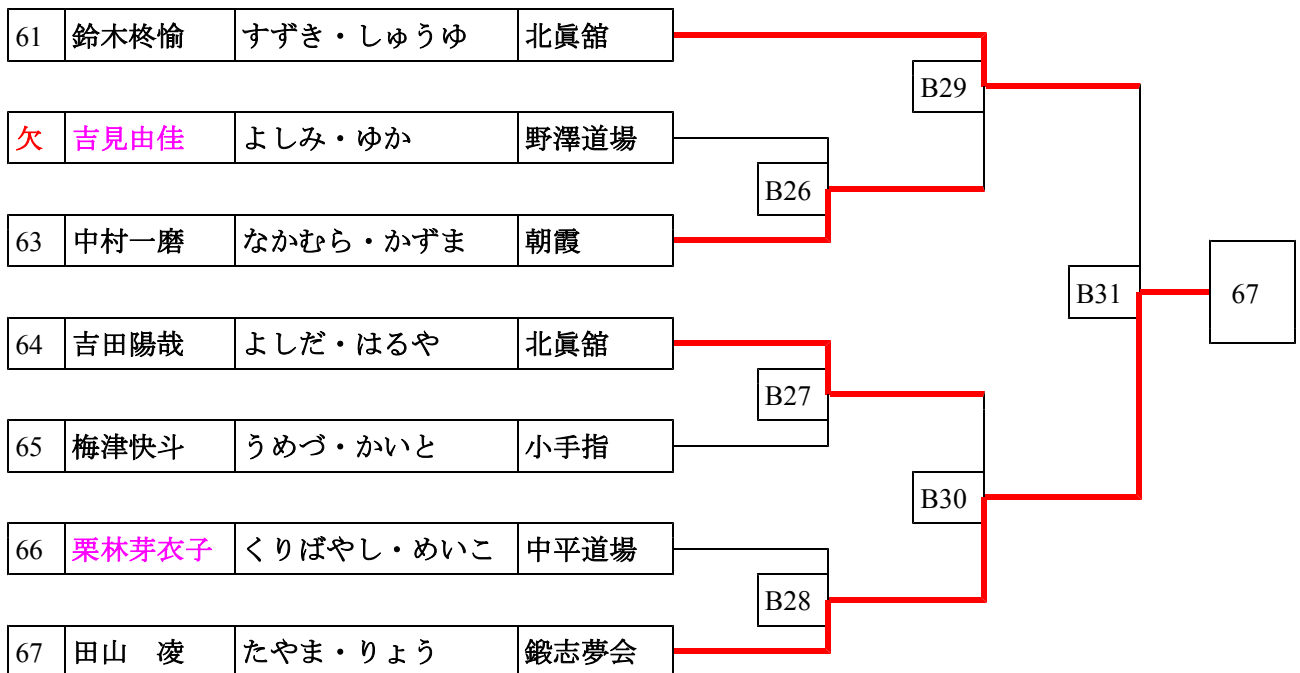 61 鈴木柊愉 すずき・しゅうゆ 北眞舘
B29
欠 吉見由佳 よしみ・ゆか 野澤道場
B26
63 中村一磨 なかむら・かずま 朝霞
B31 67
64 吉田陽哉 よしだ・はるや 北眞舘
B27
65 梅津快斗 うめづ・かいと 小手指
B30
66 栗林芽衣子 くりばやし・めいこ 中平道場
B28
67 田山　凌 たやま・りょう 鍛志夢会